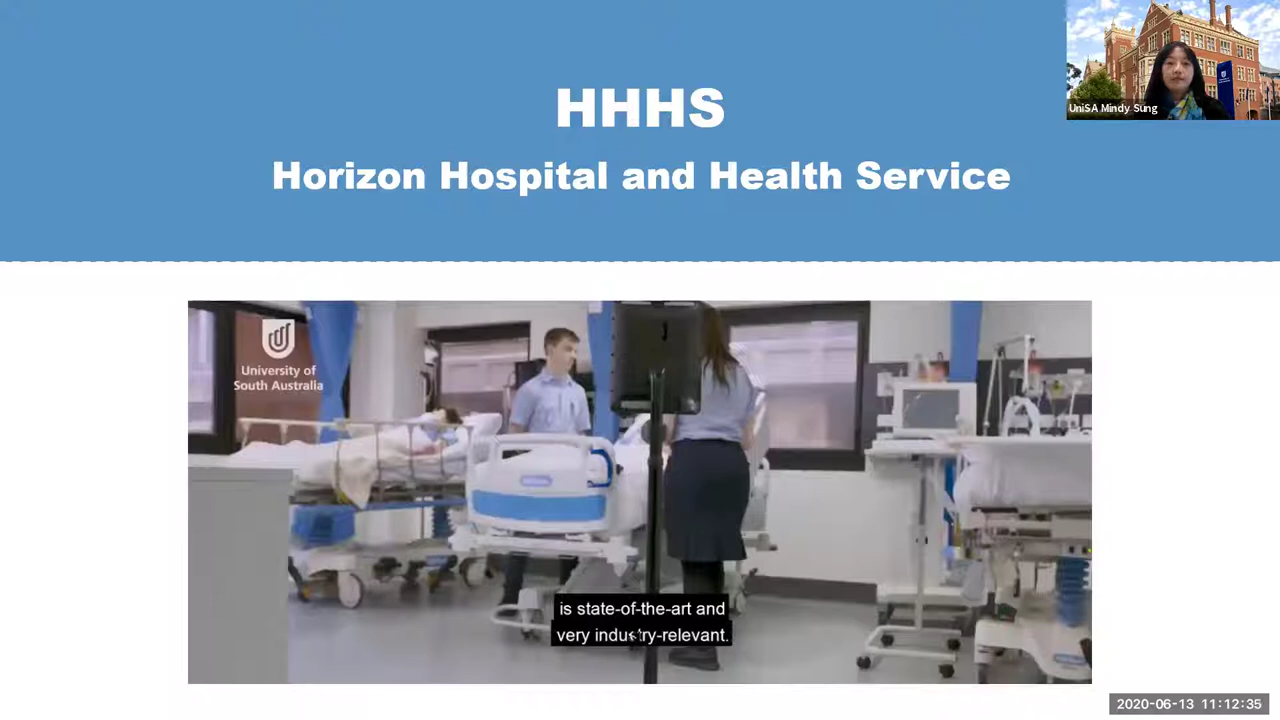 HHHS
Horizon Hospital and Health Service
UniSA Mindy Sung
University of
South Australia
is state-of-the-art and
very industry-relevant.
2020-06-13 11:12:35